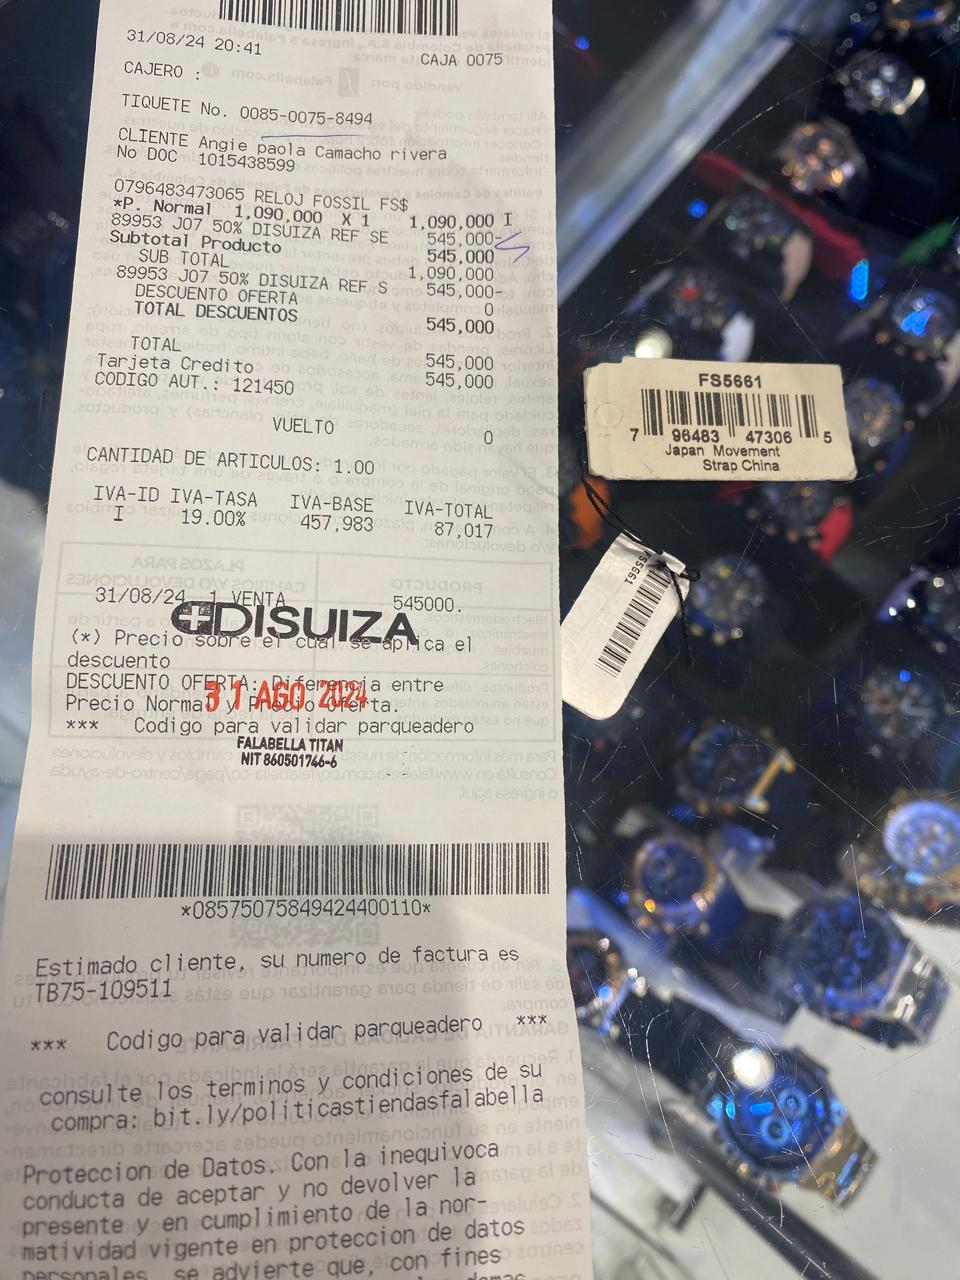 31/08/24 20:41
CAJA 0075
CAJERO :
TIQUETE No. 0085-0075-8494
CLIENTE Angie paola Camacho rivera
No DOC 1015438599
0796483473065 RELOJ FOSSIL FS$
*P. Normal 1,090,000 X 1 1,090,000 I
89953 J07 50% DISUIZA REF SE 545,000-
Subtotal Producto 545,000
SUB TOTAL 1,090,000
89953 J07 50% DISUIZA REF S 545,000-
DESCUENTO OFERTA 0
TOTAL DESCUENTOS 545,000
TOTAL 545,000
Tarjeta Credito 545,000
CODIGO AUT.: 121450
VUELTO 0
CANTIDAD DE ARTICULOS: 1.00
IVA-ID IVA-TASA IVA-BASE IVA-TOTAL
I 19.00% 457,983 87,017
31/08/24 1 VENTA 545000.
DISUIZA
(*) Precio sobre el cual se aplica el
descuento
DESCUENTO OFERTA: Diferencia entre
Precio Normal y Precio Oferta.
31 AGO 2024
*** Codigo para validar parqueadero
FALABELLA TITAN
NIT 860501746-6
*08575075849424400110*
Estimado cliente, su numero de factura es
TB75-109511
*** Codigo para validar parqueadero ***
consulte los terminos y condiciones de su
compra: bit.ly/politicastiendasfalabella
Proteccion de Datos. Con la inequivoca
conducta de aceptar y no devolver la
presente y en cumplimiento de la nor-
matividad vigente en proteccion de datos
personales, se advierte que, con fines
FS5661
7 96483 47306 5
Japan Movement
Strap China
FS5661